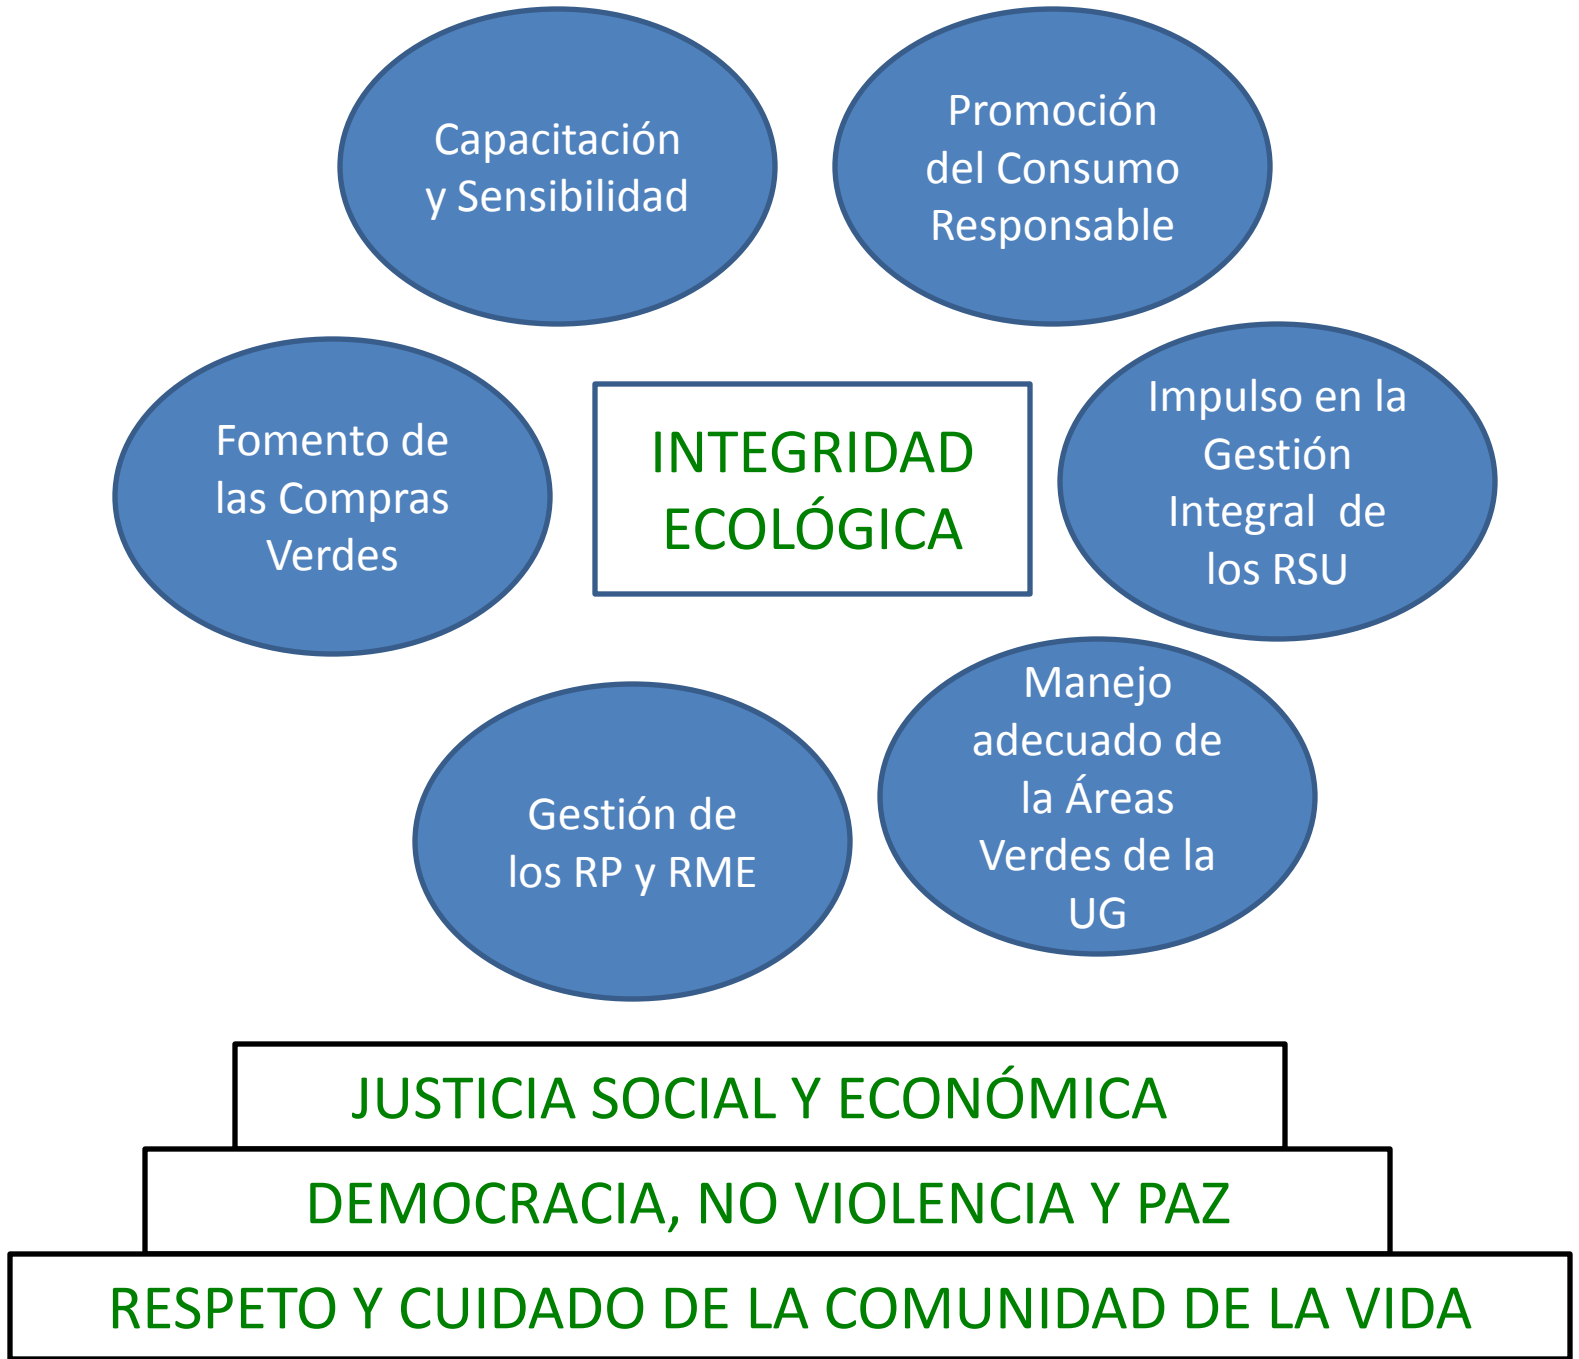 Capacitación
y Sensibilidad
Promoción
del Consumo
Responsable
Fomento de
las Compras
Verdes
INTEGRIDAD
ECOLÓGICA
Impulso en la
Gestión
Integral  de
los RSU
Gestión de
los RP y RME
Manejo
adecuado de
la Áreas
Verdes de la
UG
JUSTICIA SOCIAL Y ECONÓMICA
DEMOCRACIA, NO VIOLENCIA Y PAZ
RESPETO Y CUIDADO DE LA COMUNIDAD DE LA VIDA